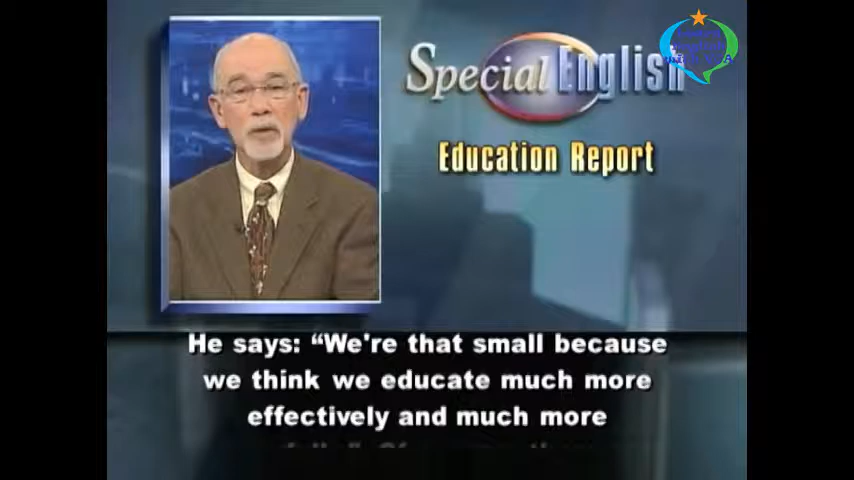 Special English
Education Report
He says: “We're that small because
we think we educate much more
effectively and much more